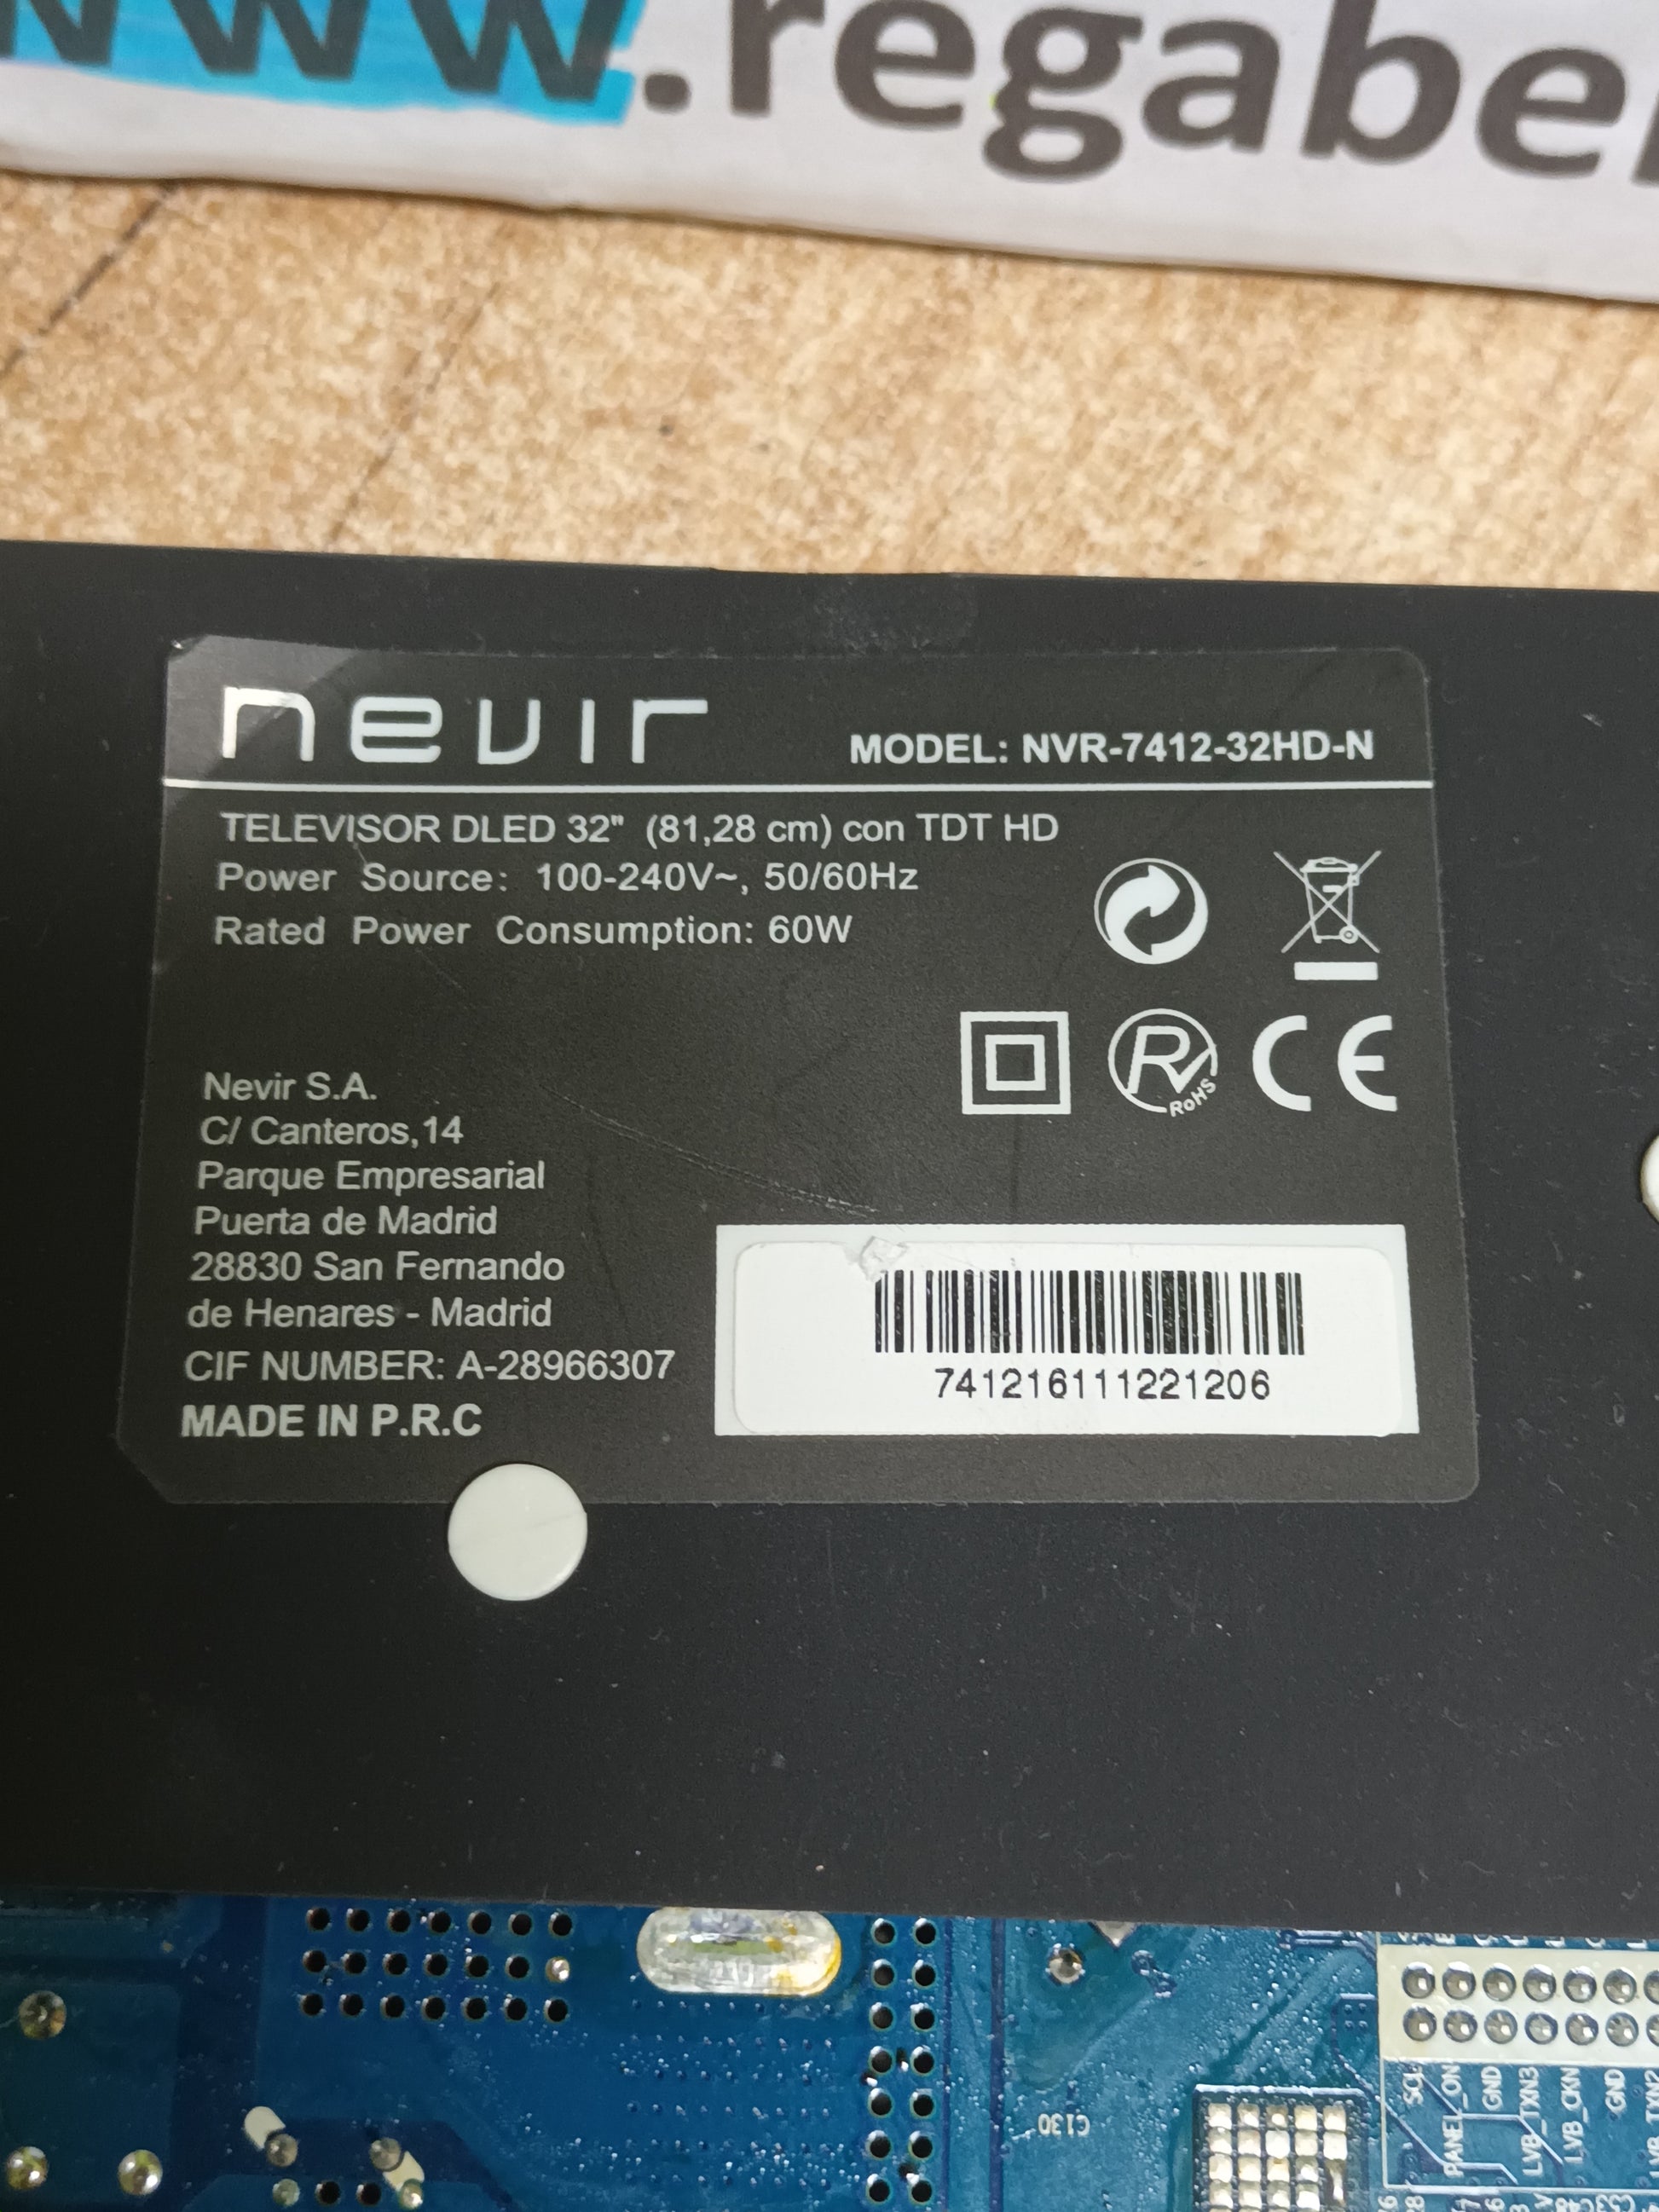 www.regabe
nevir
MODEL: NVR-7412-32HD-N
TELEVISOR DLED 32" (81,28 cm) con TDT HD
Power Source: 100-240V~, 50/60Hz
Rated Power Consumption: 60W
RoHS
CE
Nevir S.A.
C/ Canteros,14
Parque Empresarial
Puerta de Madrid
28830 San Fernando
de Henares - Madrid
CIF NUMBER: A-28966307
MADE IN P.R.C
741216111221206
C130
SCL
PANEL_ON
GND
LVB_TXN3
LVB_CKN
GND
LVB_TXN2